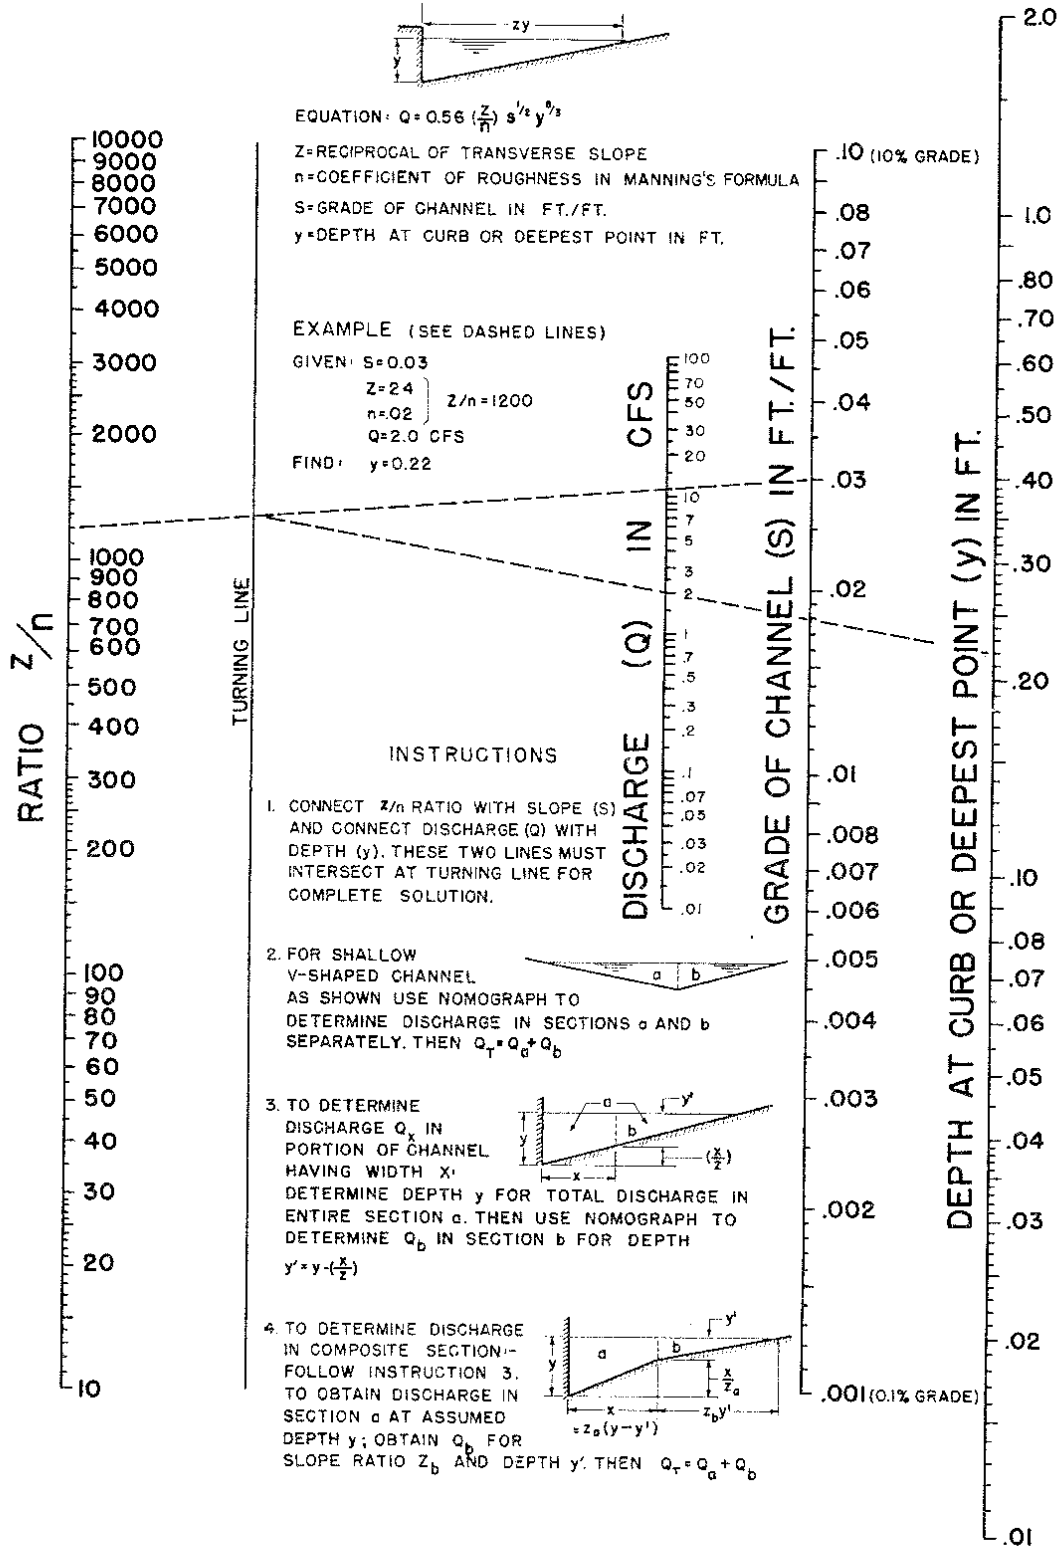 zy
y
EQUATION: Q = 0.56 (z/n) s^1/2 y^8/3
Z=RECIPROCAL OF TRANSVERSE SLOPE
n=COEFFICIENT OF ROUGHNESS IN MANNING'S FORMULA
S=GRADE OF CHANNEL IN FT./FT.
y=DEPTH AT CURB OR DEEPEST POINT IN FT.
EXAMPLE (SEE DASHED LINES)
GIVEN: S=0.03
Z=24
n=.02
Z/n=1200
Q=2.0 CFS
FIND: y=0.22
INSTRUCTIONS
1. CONNECT Z/n RATIO WITH SLOPE (S)
AND CONNECT DISCHARGE (Q) WITH
DEPTH (y). THESE TWO LINES MUST
INTERSECT AT TURNING LINE FOR
COMPLETE SOLUTION.
2. FOR SHALLOW
V-SHAPED CHANNEL
AS SHOWN USE NOMOGRAPH TO
DETERMINE DISCHARGE IN SECTIONS a AND b
SEPARATELY. THEN Q_T=Q_a+Q_b
a b
3. TO DETERMINE
DISCHARGE Q_x IN
PORTION OF CHANNEL
HAVING WIDTH X:
DETERMINE DEPTH y FOR TOTAL DISCHARGE IN
ENTIRE SECTION a. THEN USE NOMOGRAPH TO
DETERMINE Q_b IN SECTION b FOR DEPTH
y' = y-(x/z)
a
y'
y
b
(x/z)
x
4. TO DETERMINE DISCHARGE
IN COMPOSITE SECTION:-
FOLLOW INSTRUCTION 3.
TO OBTAIN DISCHARGE IN
SECTION a AT ASSUMED
DEPTH y; OBTAIN Q_b FOR
SLOPE RATIO Z_b AND DEPTH y'. THEN Q_T = Q_a + Q_b
y'
y
a
b
x/z_a
x
z_b y'
= z_a (y-y')
RATIO Z/n
10000
9000
8000
7000
6000
5000
4000
3000
2000
1000
900
800
700
600
500
400
300
200
100
90
80
70
60
50
40
30
20
10
TURNING LINE
DISCHARGE (Q) IN CFS
100
70
50
30
20
10
7
5
3
2
1
.7
.5
.3
.2
.1
.07
.05
.03
.02
.01
GRADE OF CHANNEL (S) IN FT./FT.
.10 (10% GRADE)
.08
.07
.06
.05
.04
.03
.02
.01
.008
.007
.006
.005
.004
.003
.002
.001 (0.1% GRADE)
DEPTH AT CURB OR DEEPEST POINT (y) IN FT.
2.0
1.0
.80
.70
.60
.50
.40
.30
.20
.10
.08
.07
.06
.05
.04
.03
.02
.01